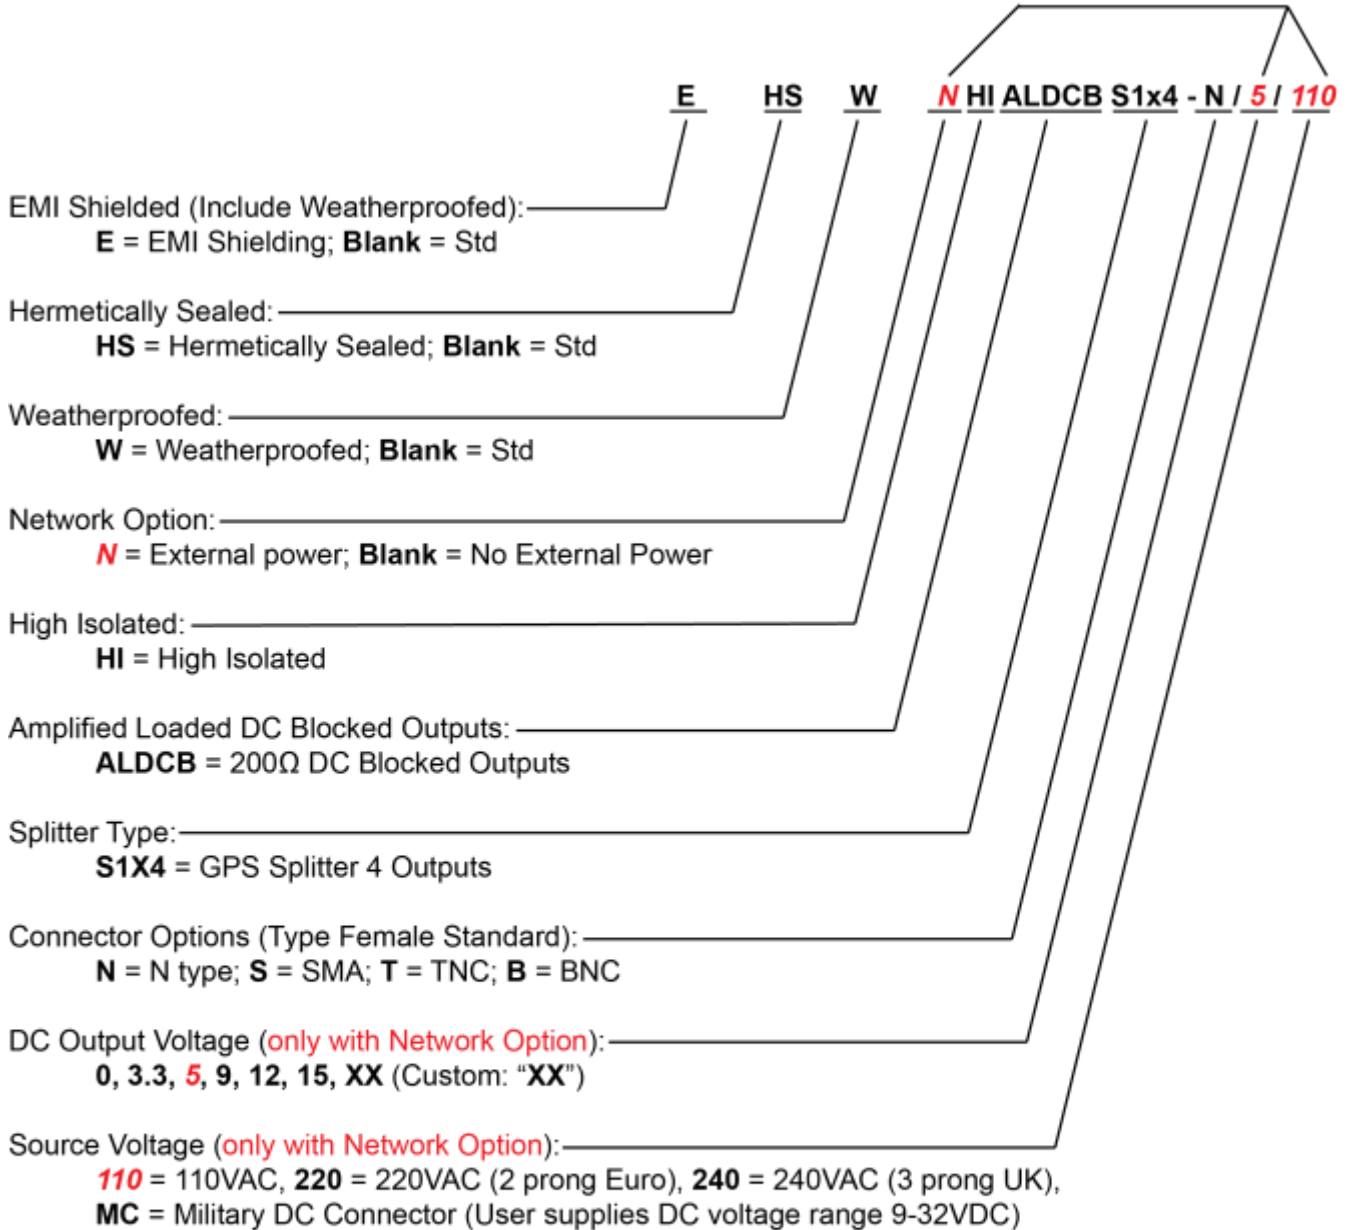 E HS W N HI ALDCB S1x4 - N / 5 / 110
EMI Shielded (Include Weatherproofed):
E = EMI Shielding; Blank = Std
Hermetically Sealed:
HS = Hermetically Sealed; Blank = Std
Weatherproofed:
W = Weatherproofed; Blank = Std
Network Option:
N = External power; Blank = No External Power
High Isolated:
HI = High Isolated
Amplified Loaded DC Blocked Outputs:
ALDCB = 200Ω DC Blocked Outputs
Splitter Type:
S1X4 = GPS Splitter 4 Outputs
Connector Options (Type Female Standard):
N = N type; S = SMA; T = TNC; B = BNC
DC Output Voltage (only with Network Option):
0, 3.3, 5, 9, 12, 15, XX (Custom: “XX”)
Source Voltage (only with Network Option):
110 = 110VAC, 220 = 220VAC (2 prong Euro), 240 = 240VAC (3 prong UK),
MC = Military DC Connector (User supplies DC voltage range 9-32VDC)